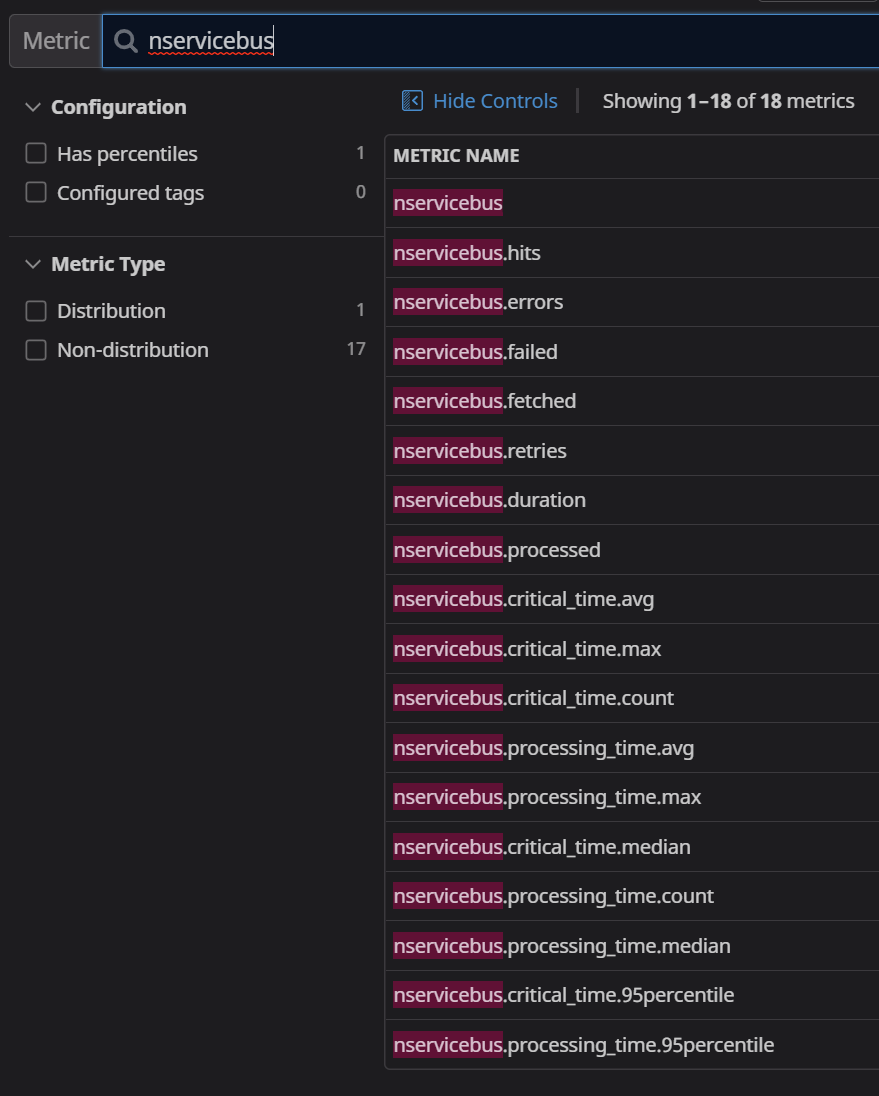 Metric nservicebus
Configuration
Has percentiles 1
Configured tags 0
Metric Type
Distribution 1
Non-distribution 17
Hide Controls Showing 1–18 of 18 metrics
METRIC NAME
nservicebus
nservicebus.hits
nservicebus.errors
nservicebus.failed
nservicebus.fetched
nservicebus.retries
nservicebus.duration
nservicebus.processed
nservicebus.critical_time.avg
nservicebus.critical_time.max
nservicebus.critical_time.count
nservicebus.processing_time.avg
nservicebus.processing_time.max
nservicebus.critical_time.median
nservicebus.processing_time.count
nservicebus.processing_time.median
nservicebus.critical_time.95percentile
nservicebus.processing_time.95percentile